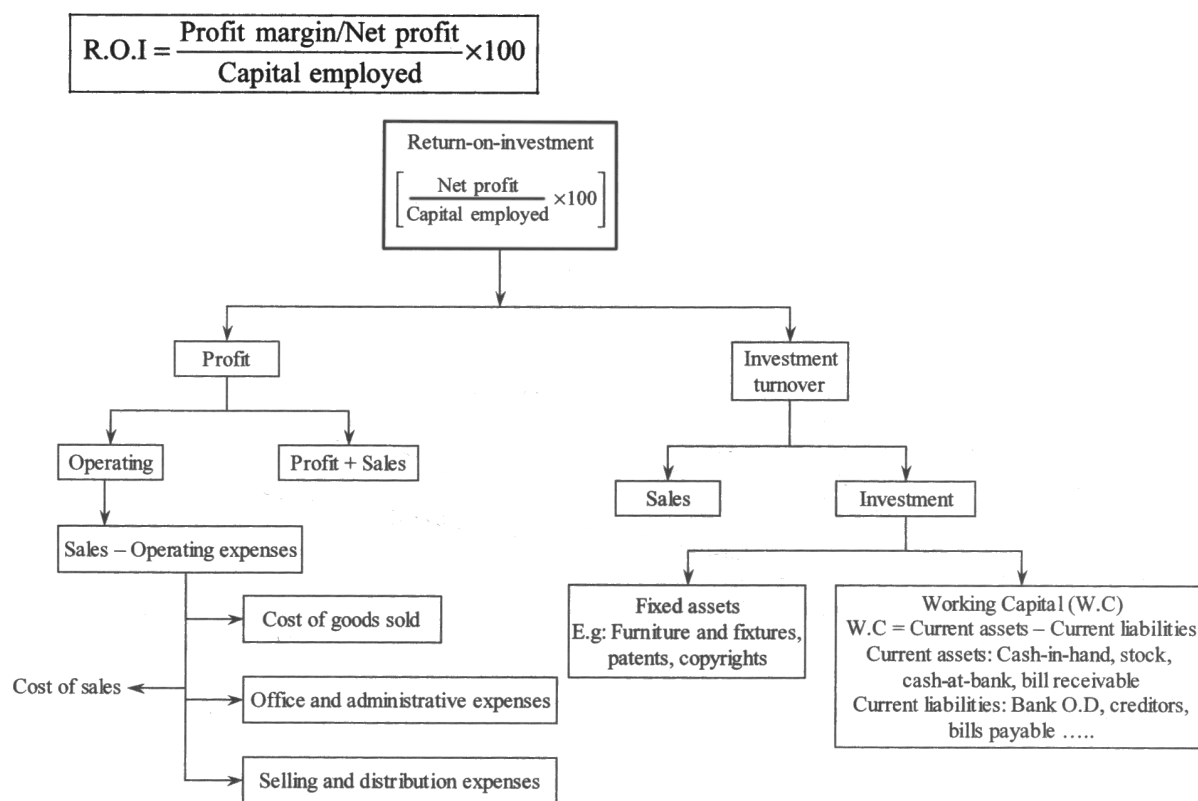 R.O.I = Profit margin/Net profit / Capital employed ×100
Return-on-investment
[Net profit / Capital employed ×100]
Profit
Investment
turnover
Operating
Profit + Sales
Sales
Investment
Sales – Operating expenses
Fixed assets
E.g: Furniture and fixtures,
patents, copyrights
Working Capital (W.C)
W.C = Current assets – Current liabilities
Current assets: Cash-in-hand, stock,
cash-at-bank, bill receivable
Current liabilities: Bank O.D, creditors,
bills payable .....
Cost of goods sold
Cost of sales
Office and administrative expenses
Selling and distribution expenses